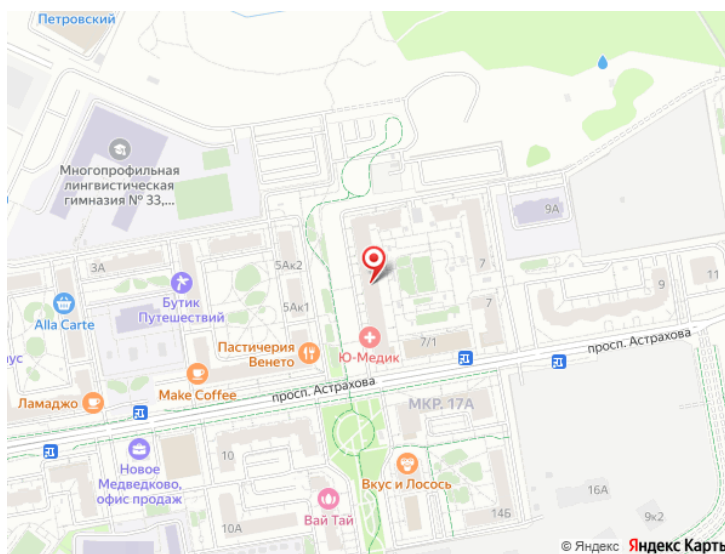 Петровский
Многопрофильная
лингвистическая
гимназия № 33,...
9А
3А
5Ак2
7
9
11
Бутик
Путешествий
5Ак1
7
Alla Carte
Пастичерия
Венето
7/1
Ю-Медик
просп. Астрахова
аус
Make Coffee
просп. Астрахова
Ламаджо
МКР. 17А
Новое
Медведково,
офис продаж
10
Вкус и Лосось
16А
10А
Вай Тай
14Б
9к2
© Яндекс Яндекс Карты